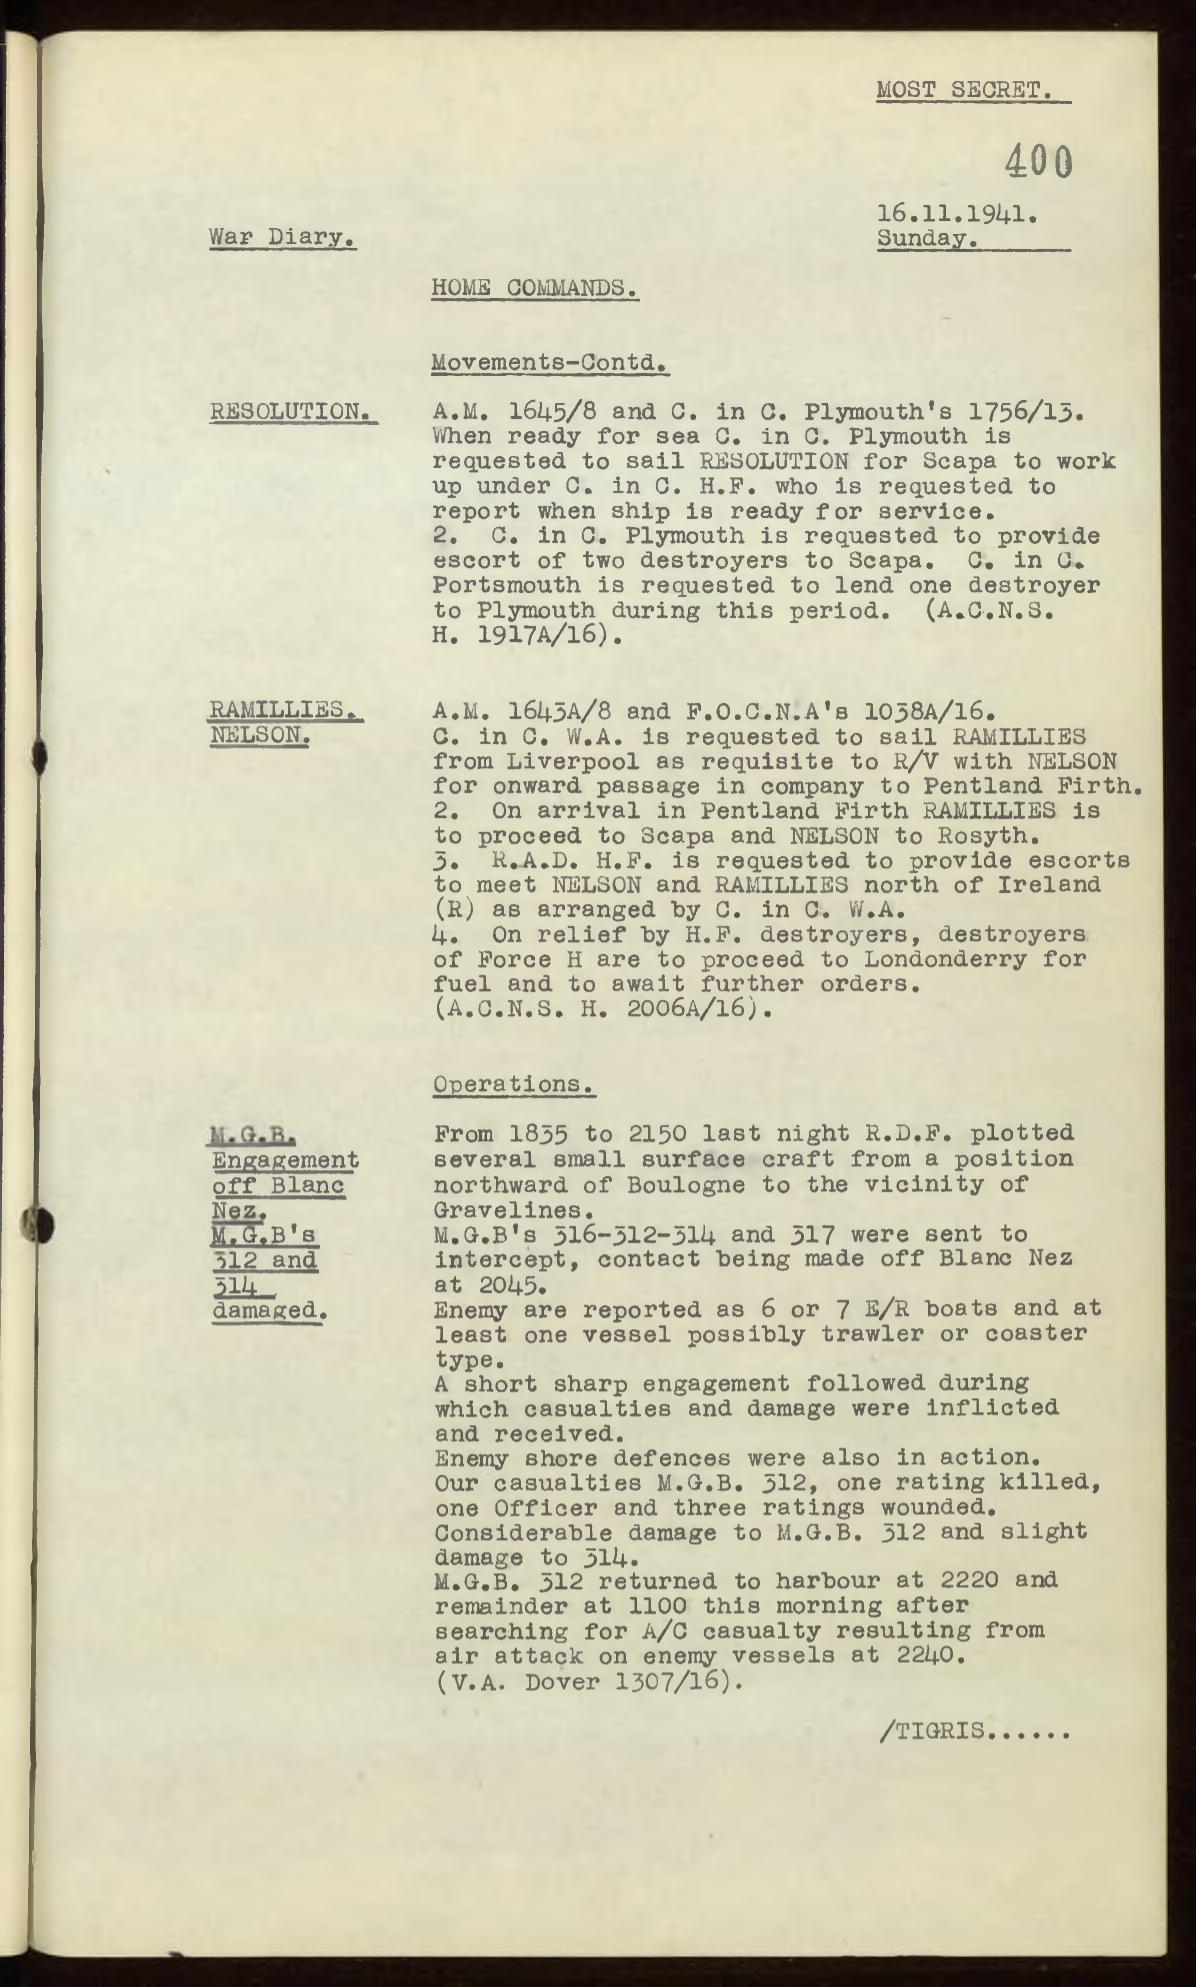 MOST SECRET.
400
16.11.1941.
War Diary.
Sunday.
HOME COMMANDS.
Movements-Contd.
RESOLUTION.
A.M. 1645/8 and C. in C. Plymouth's 1756/13.
When ready for sea C. in C. Plymouth is
requested to sail RESOLUTION for Scapa to work
up under C. in C. H.F. who is requested to
report when ship is ready for service.
2. C. in C. Plymouth is requested to provide
escort of two destroyers to Scapa. C. in C.
Portsmouth is requested to lend one destroyer
to Plymouth during this period. (A.C.N.S.
H. 1917A/16).
RAMILLIES.
NELSON.
A.M. 1643A/8 and F.O.C.N.A's 1038A/16.
C. in C. W.A. is requested to sail RAMILLIES
from Liverpool as requisite to R/V with NELSON
for onward passage in company to Pentland Firth.
2. On arrival in Pentland Firth RAMILLIES is
to proceed to Scapa and NELSON to Rosyth.
3. R.A.D. H.F. is requested to provide escorts
to meet NELSON and RAMILLIES north of Ireland
(R) as arranged by C. in C. W.A.
4. On relief by H.F. destroyers, destroyers
of Force H are to proceed to Londonderry for
fuel and to await further orders.
(A.C.N.S. H. 2006A/16).
Operations.
M.G.B.
Engagement
off Blanc
Nez.
M.G.B's
312 and
314
damaged.
From 1835 to 2150 last night R.D.F. plotted
several small surface craft from a position
northward of Boulogne to the vicinity of
Gravelines.
M.G.B's 316-312-314 and 317 were sent to
intercept, contact being made off Blanc Nez
at 2045.
Enemy are reported as 6 or 7 E/R boats and at
least one vessel possibly trawler or coaster
type.
A short sharp engagement followed during
which casualties and damage were inflicted
and received.
Enemy shore defences were also in action.
Our casualties M.G.B. 312, one rating killed,
one Officer and three ratings wounded.
Considerable damage to M.G.B. 312 and slight
damage to 314.
M.G.B. 312 returned to harbour at 2220 and
remainder at 1100 this morning after
searching for A/C casualty resulting from
air attack on enemy vessels at 2240.
(V.A. Dover 1307/16).
/TIGRIS......